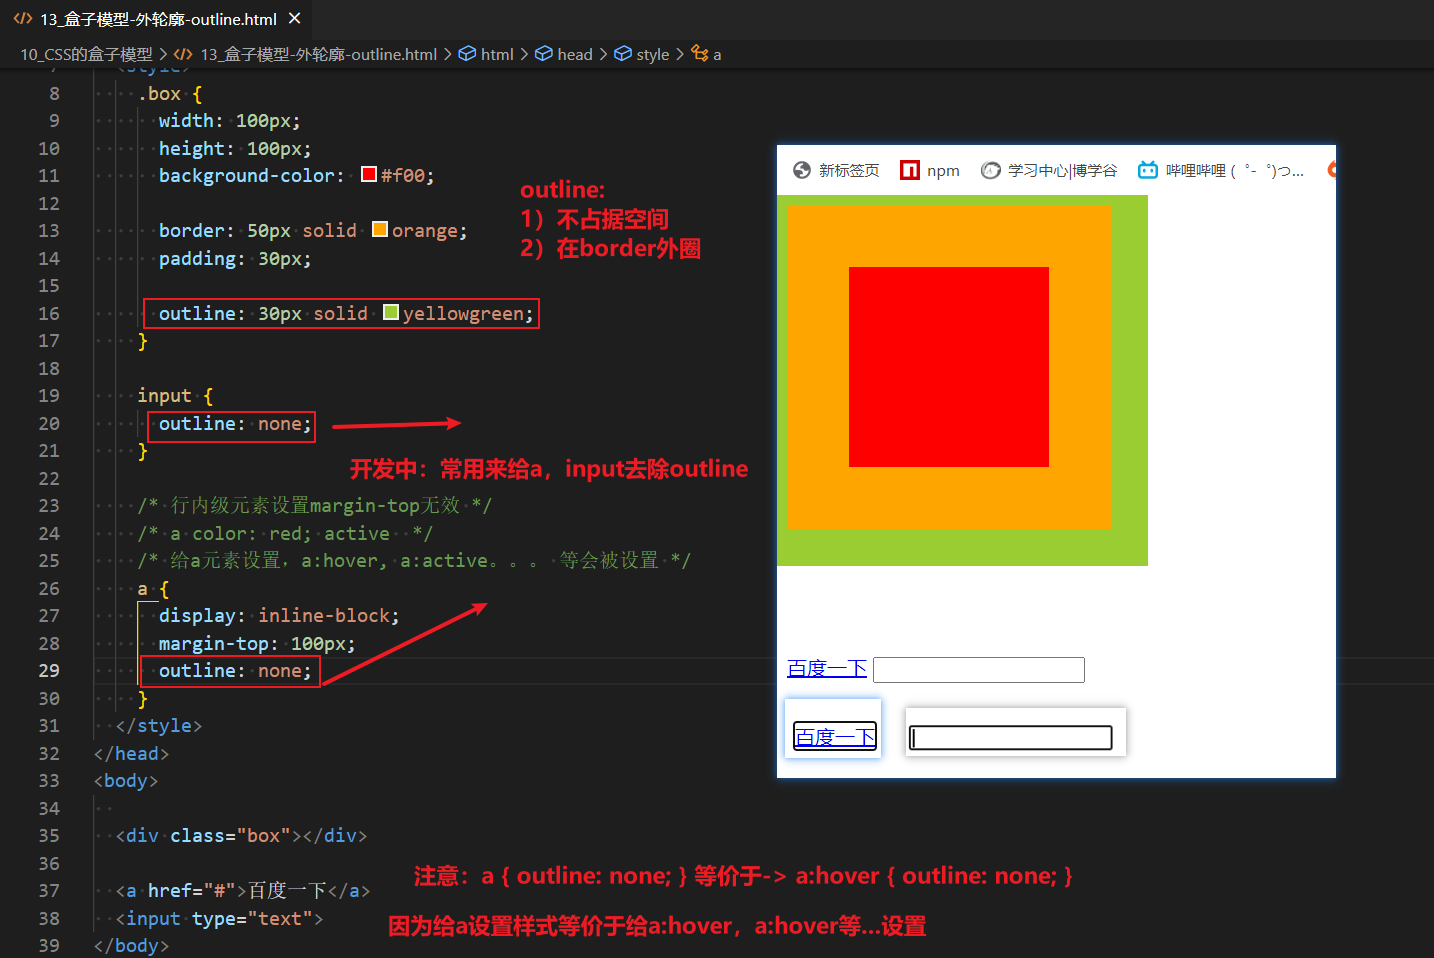 13_盒子模型-外轮廓-outline.html
10_CSS的盒子模型 > 13_盒子模型-外轮廓-outline.html > html > head > style > a
7 <style>
8 .box {
9 width: 100px;
10 height: 100px;
11 background-color: #f00;
12
13 border: 50px solid orange;
14 padding: 30px;
15
16 outline: 30px solid yellowgreen;
17 }
18
19 input {
20 outline: none;
21 }
22
23 /* 行内级元素设置margin-top无效 */
24 /* a color: red; active  */
25 /* 给a元素设置，a:hover, a:active。。。 等会被设置 */
26 a {
27 display: inline-block;
28 margin-top: 100px;
29 outline: none;
30 }
31 </style>
32 </head>
33 <body>
34
35 <div class="box"></div>
36
37 <a href="#">百度一下</a>
38 <input type="text">
39 </body>
outline:
1）不占据空间
2）在border外圈
开发中：常用来给a，input去除outline
注意：a { outline: none; } 等价于-> a:hover { outline: none; }
因为给a设置样式等价于给a:hover，a:hover等...设置
新标签页 npm 学习中心|博学谷 哔哩哔哩 ( ゜- ゜)つ...
百度一下
百度一下